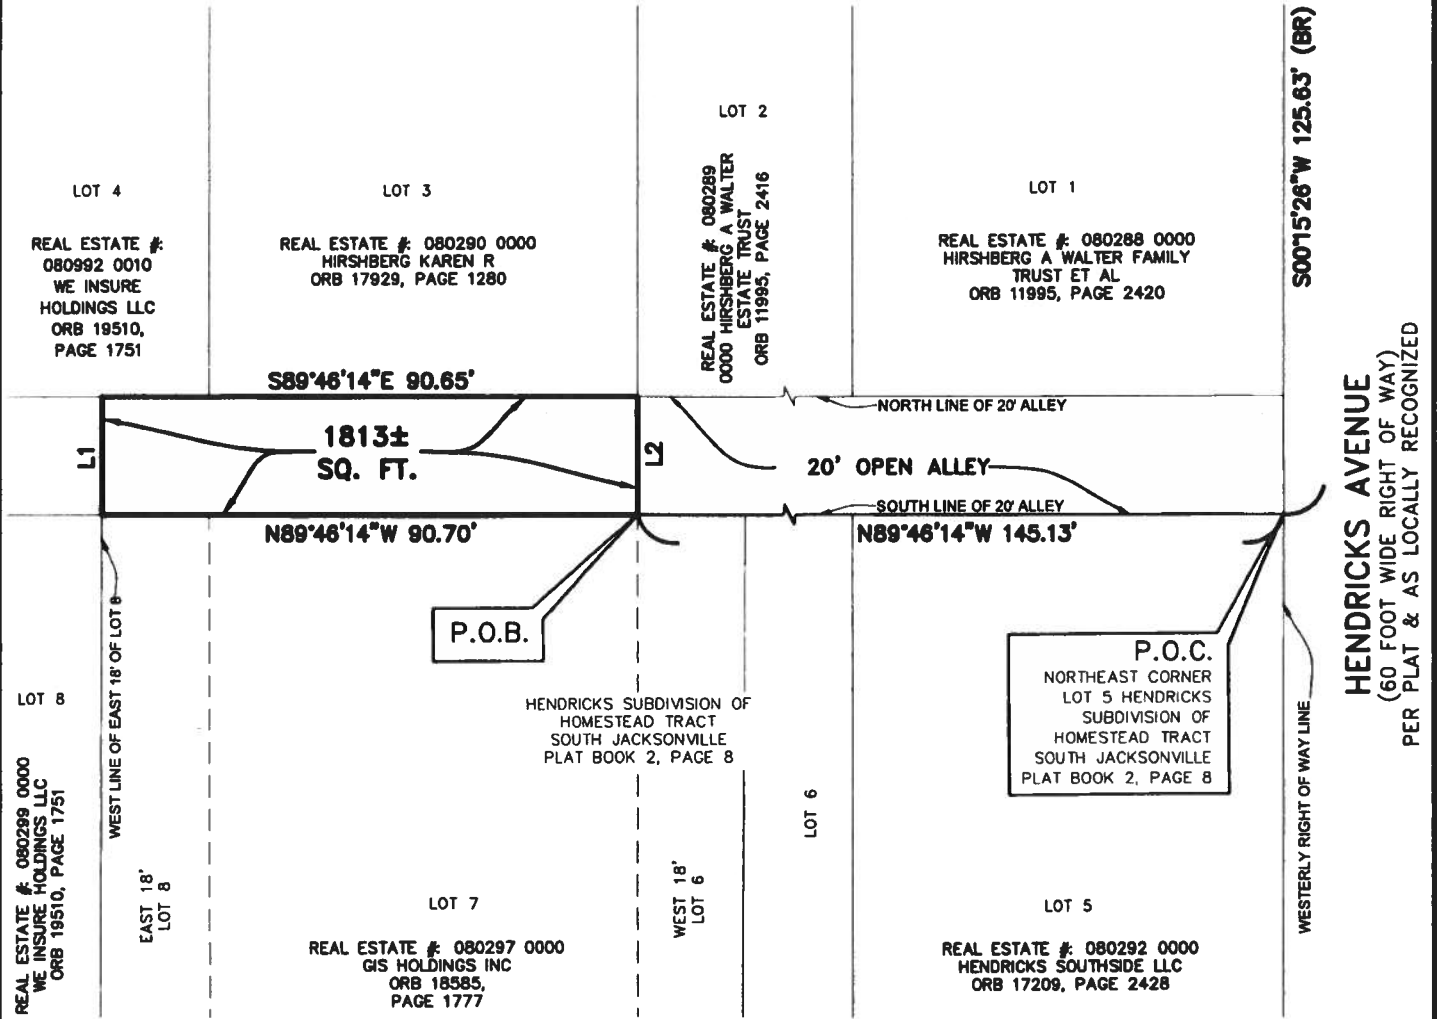 LOT 4
REAL ESTATE #:
080992 0010
WE INSURE
HOLDINGS LLC
ORB 19510,
PAGE 1751
LOT 3
REAL ESTATE #: 080290 0000
HIRSHBERG KAREN R
ORB 17929, PAGE 1280
LOT 2
REAL ESTATE #: 080289
0000 HIRSHBERG A WALTER
ESTATE TRUST
ORB 11995, PAGE 2416
LOT 1
REAL ESTATE #: 080288 0000
HIRSHBERG A WALTER FAMILY
TRUST ET AL
ORB 11995, PAGE 2420
S00°15'26"W 125.63' (BR)
S89°46'14"E 90.65'
L1
1813±
SQ. FT.
L2
NORTH LINE OF 20' ALLEY
20' OPEN ALLEY
SOUTH LINE OF 20' ALLEY
N89°46'14"W 90.70'
N89°46'14"W 145.13'
HENDRICKS AVENUE
(60 FOOT WIDE RIGHT OF WAY)
PER PLAT & AS LOCALLY RECOGNIZED
P.O.B.
P.O.C.
NORTHEAST CORNER
LOT 5 HENDRICKS
SUBDIVISION OF
HOMESTEAD TRACT
SOUTH JACKSONVILLE
PLAT BOOK 2, PAGE 8
WEST LINE OF EAST 18' OF LOT 8
HENDRICKS SUBDIVISION OF
HOMESTEAD TRACT
SOUTH JACKSONVILLE
PLAT BOOK 2, PAGE 8
WESTERLY RIGHT OF WAY LINE
LOT 8
REAL ESTATE #: 080299 0000
WE INSURE HOLDINGS LLC
ORB 19510, PAGE 1751
EAST 18'
LOT 8
LOT 7
REAL ESTATE #: 080297 0000
GIS HOLDINGS INC
ORB 18585,
PAGE 1777
WEST 18'
LOT 6
LOT 6
LOT 5
REAL ESTATE #: 080292 0000
HENDRICKS SOUTHSIDE LLC
ORB 17209, PAGE 2428